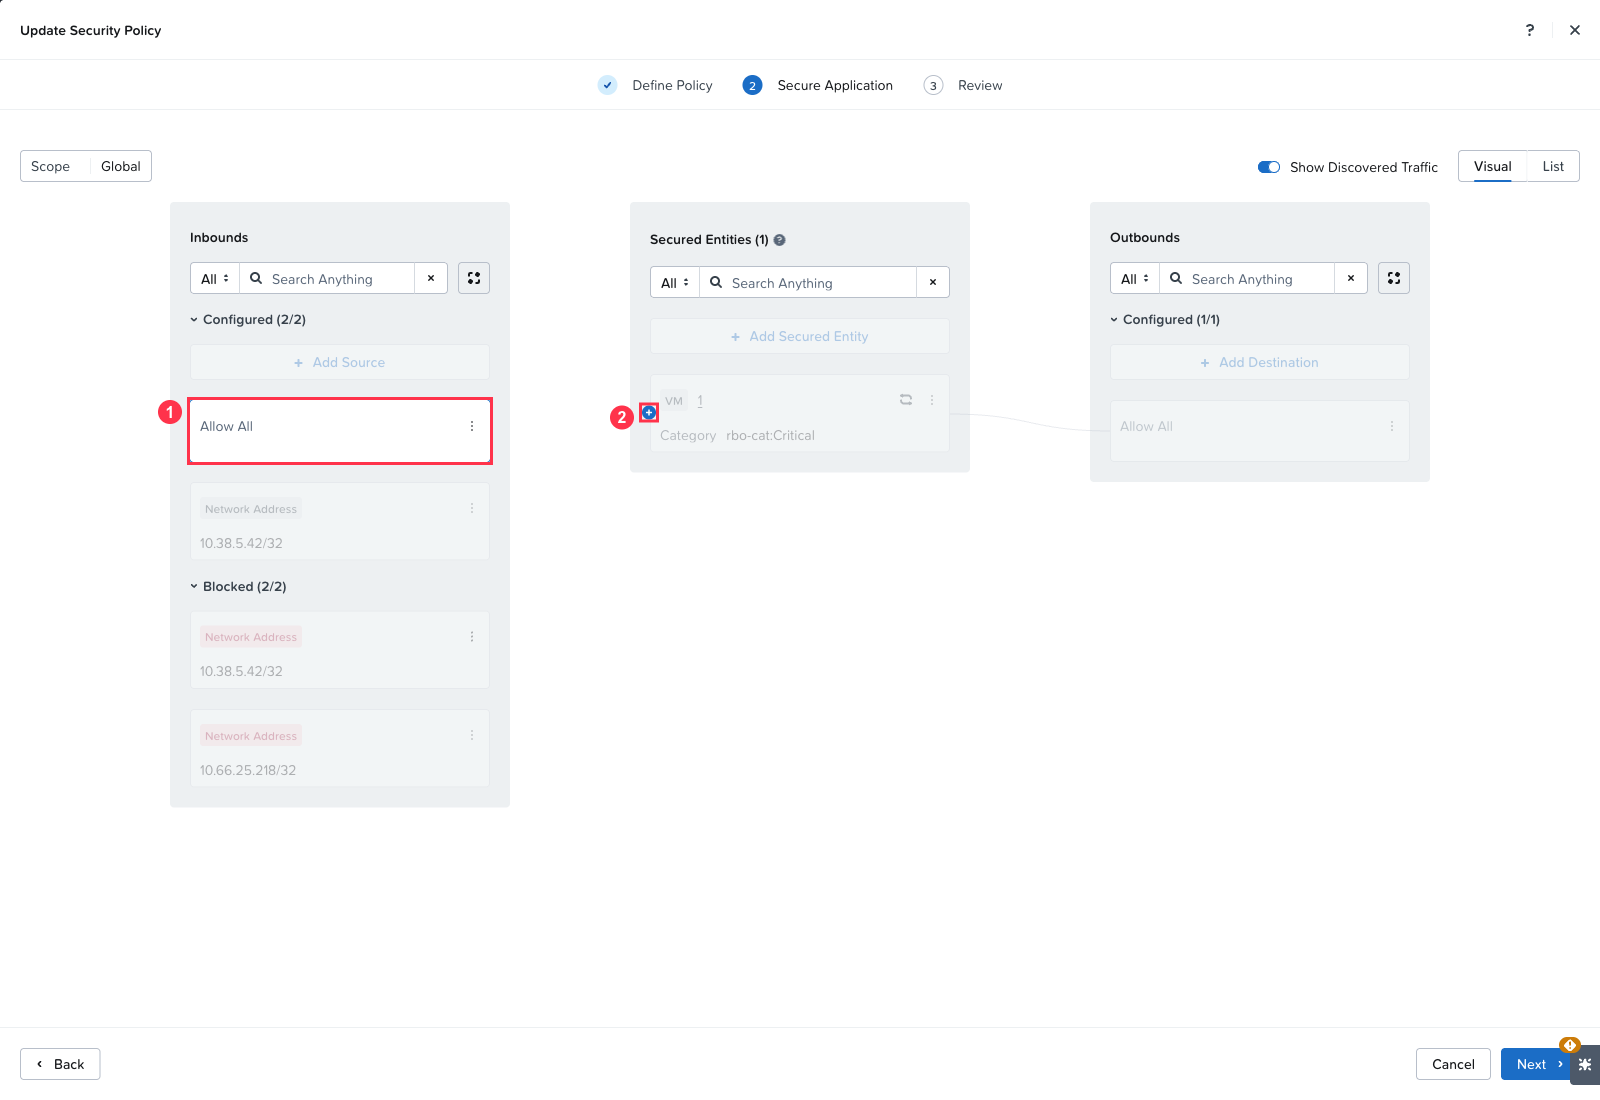 Update Security Policy
?
Define Policy
2 Secure Application
3 Review
Scope Global
Show Discovered Traffic
Visual List
Inbounds
All Search Anything
Configured (2/2)
+ Add Source
1
Allow All
Network Address
10.38.5.42/32
Blocked (2/2)
Network Address
10.38.5.42/32
Network Address
10.66.25.218/32
Secured Entities (1) ?
All Search Anything
+ Add Secured Entity
VM 1
2
Category rbo-cat:Critical
Outbounds
All Search Anything
Configured (1/1)
+ Add Destination
Allow All
Back
Cancel
Next